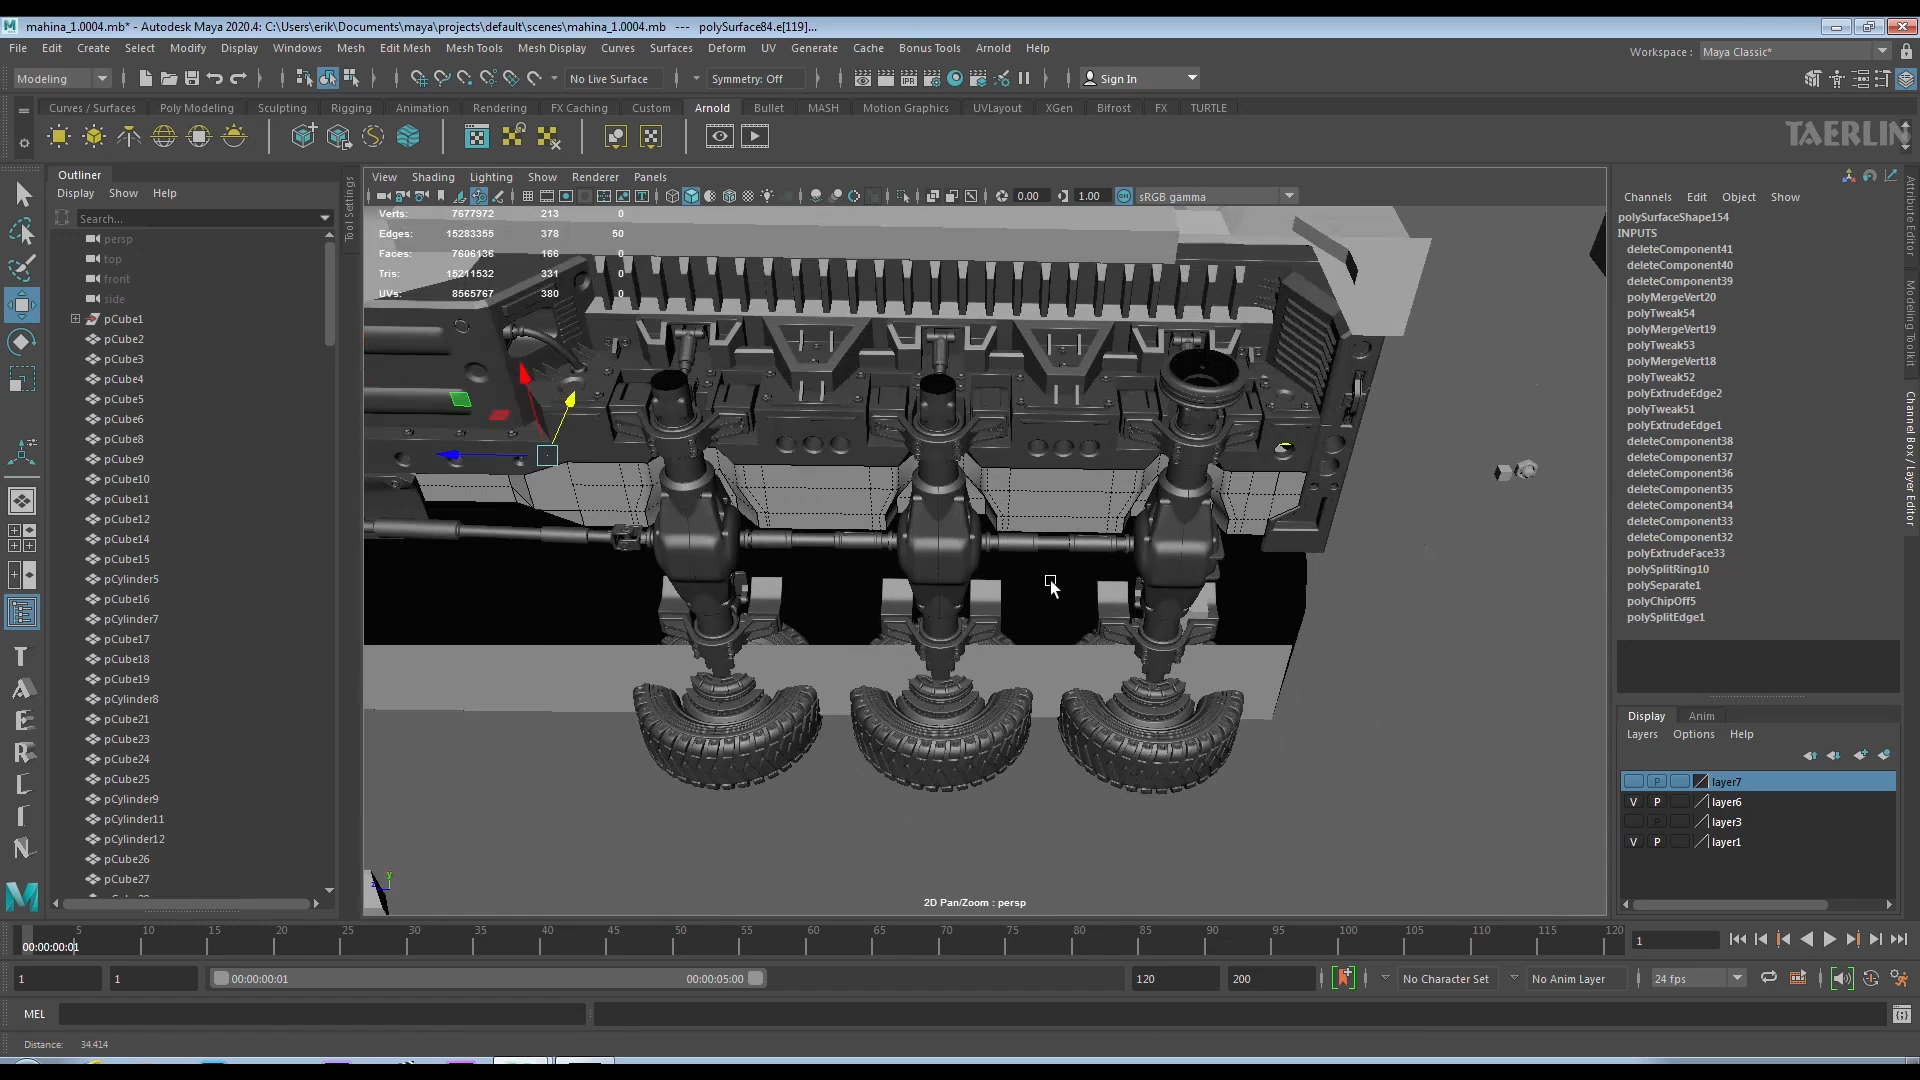 mahina_1.0004.mb* - Autodesk Maya 2020.4: C:\Users\erik\Documents\maya\projects\default\scenes\mahina_1.0004.mb --- polySurface84.e[119]...
File Edit Create Select Modify Display Windows Mesh Edit Mesh Mesh Tools Mesh Display Curves Surfaces Deform UV Generate Cache Bonus Tools Arnold Help
Workspace : Maya Classic*
Modeling No Live Surface Symmetry: Off Sign In
Curves / Surfaces Poly Modeling Sculpting Rigging Animation Rendering FX Caching Custom Arnold Bullet MASH Motion Graphics UVLayout XGen Bifrost FX TURTLE
TAERLIN
Outliner
Display Show Help
Search...
persp
top
front
side
pCube1
pCube2
pCube3
pCube4
pCube5
pCube6
pCube8
pCube9
pCube10
pCube11
pCube12
pCube14
pCube15
pCylinder5
pCube16
pCylinder7
pCube17
pCube18
pCube19
pCylinder8
pCube21
pCube23
pCube24
pCube25
pCylinder9
pCylinder11
pCylinder12
pCube26
pCube27
Tool Settings
View Shading Lighting Show Renderer Panels
0.00 1.00 ON sRGB gamma
Verts: 7677972 213 0
Edges: 15283355 378 50
Faces: 7606136 166 0
Tris: 15211532 331 0
UVs: 8565767 380 0
2D Pan/Zoom : persp
Channels Edit Object Show
polySurfaceShape154
INPUTS
deleteComponent41
deleteComponent40
deleteComponent39
polyMergeVert20
polyTweak54
polyMergeVert19
polyTweak53
polyMergeVert18
polyTweak52
polyExtrudeEdge2
polyTweak51
polyExtrudeEdge1
deleteComponent38
deleteComponent37
deleteComponent36
deleteComponent35
deleteComponent34
deleteComponent33
deleteComponent32
polyExtrudeFace33
polySplitRing10
polySeparate1
polyChipOff5
polySplitEdge1
Attribute Editor
Modeling Toolkit
Channel Box / Layer Editor
Display Anim
Layers Options Help
P layer7
V P layer6
P layer3
V P layer1
5 10 15 20 25 30 35 40 45 50 55 60 65 70 75 80 85 90 95 100 105 110 115 120
00:00:00:01
1
1 1 00:00:00:01 00:00:05:00 120 200 No Character Set No Anim Layer 24 fps
MEL
Distance: 34.414